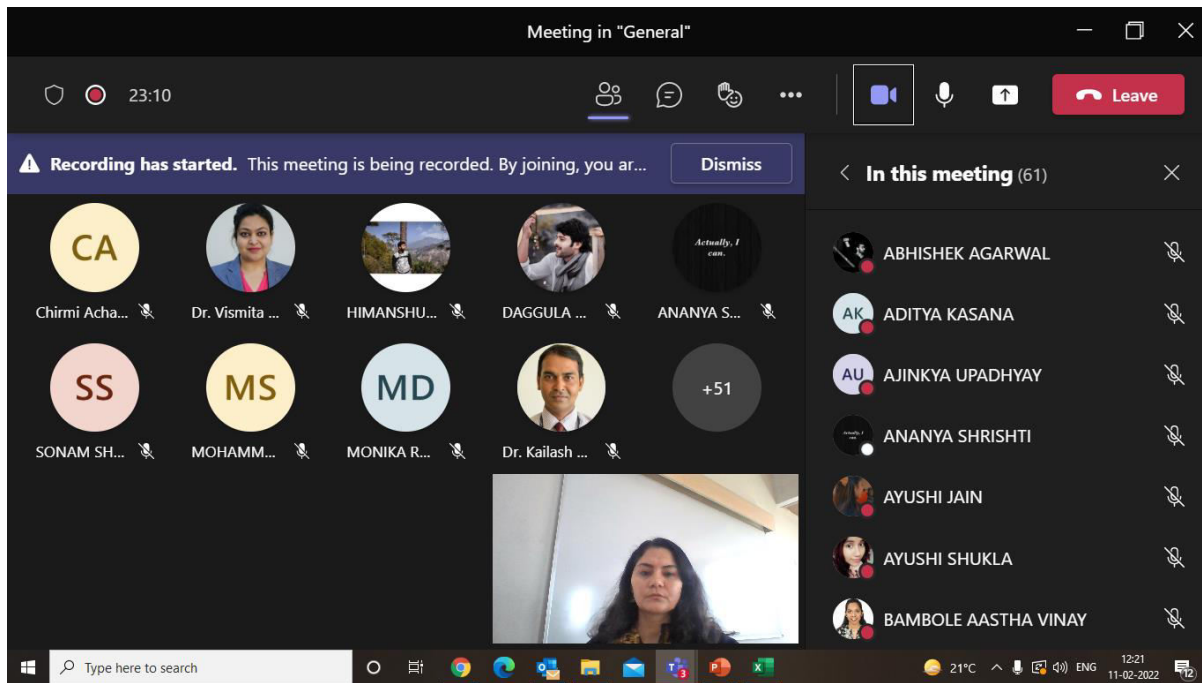 Meeting in "General"
23:10
Leave
Recording has started. This meeting is being recorded. By joining, you ar...
Dismiss
CA
Chirmi Acha...
Dr. Vismita ...
HIMANSHU...
DAGGULA ...
Actually, I
can.
ANANYA S...
SS
SONAM SH...
MS
MOHAMM...
MD
MONIKA R...
Dr. Kailash ...
+51
In this meeting (61)
ABHISHEK AGARWAL
AK
ADITYA KASANA
AU
AJINKYA UPADHYAY
ANANYA SHRISHTI
AYUSHI JAIN
AYUSHI SHUKLA
BAMBOLE AASTHA VINAY
Type here to search
21°C
ENG
12:21
11-02-2022
12